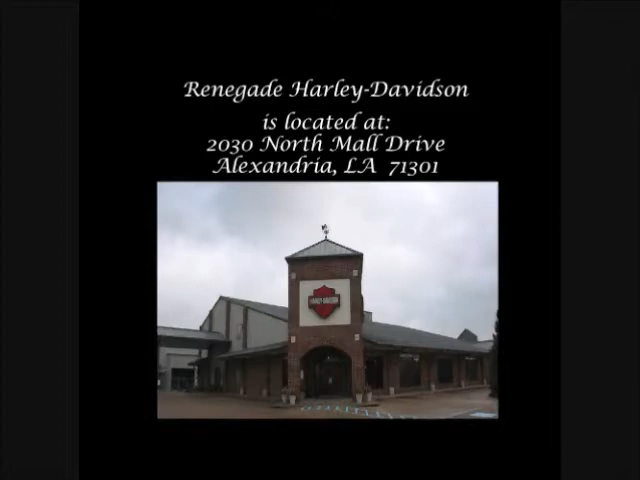 Renegade Harley-Davidson
is located at:
2030 North Mall Drive
Alexandria, LA 71301
HARLEY-DAVIDSON